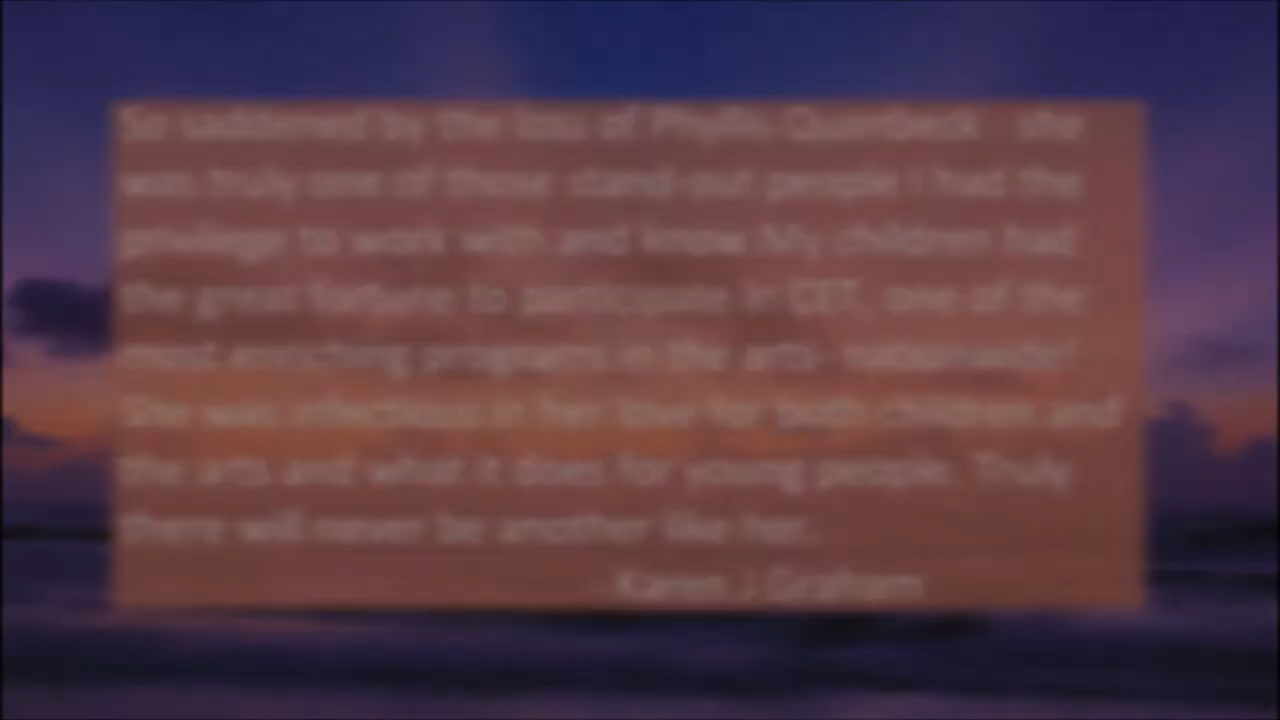 So saddened by the loss of Phyllis - she
was truly one of those stand-out people I had the
privilege to work with and know. My children had
the great fortune to participate in CET, one of the
most enriching programs in the arts- nationwide!
She was infectious in her love for both children and
the arts and what it does for young people. Truly
there will never be another like her.
-Karen J Graham